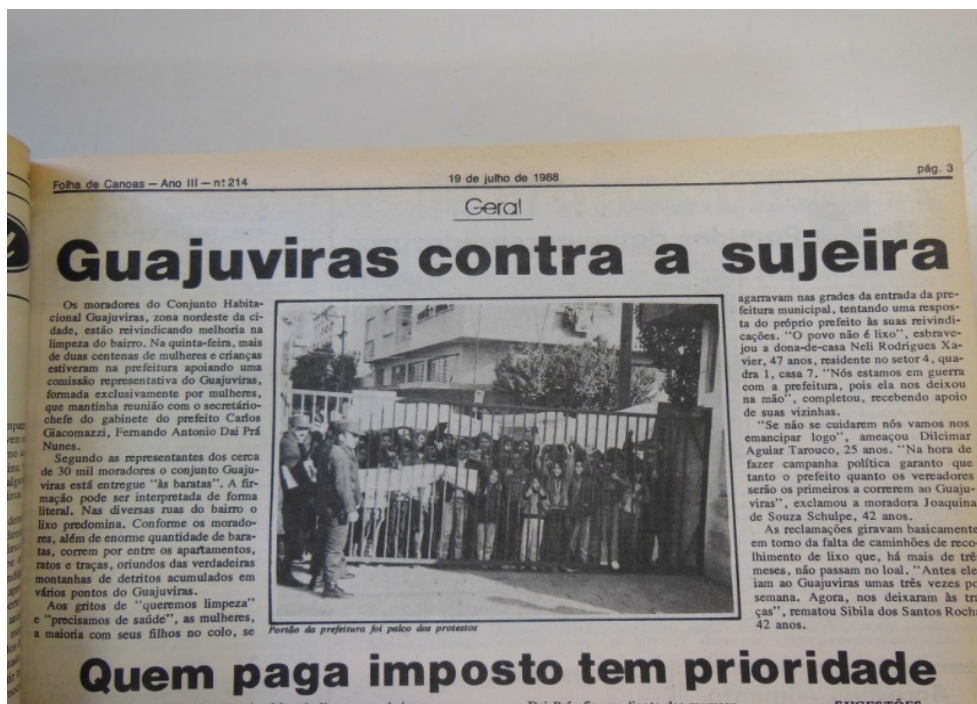 Folha de Canoas — Ano III — nº 214
19 de julho de 1988
pág. 3
Geral
Guajuviras contra a sujeira
Os moradores do Conjunto Habita-
cional Guajuviras, zona nordeste da ci-
dade, estão reivindicando melhoria na
limpeza do bairro. Na quinta-feira, mais
de duas centenas de mulheres e crianças
estiveram na prefeitura apoiando uma
comissão representativa do Guajuviras,
formada exclusivamente por mulheres,
que mantinha reunião com o secretário-
chefe do gabinete do prefeito Carlos
Giacomazzi, Fernando Antonio Dai Prá
Nunes.
Segundo as representantes dos cerca
de 30 mil moradores o conjunto Guaju-
viras está entregue "às baratas". A fir-
mação pode ser interpretada de forma
literal. Nas diversas ruas do bairro o
lixo predomina. Conforme os morado-
res, além de enorme quantidade de bara-
tas, correm por entre os apartamentos,
ratos e traças, oriundos das verdadeiras
montanhas de detritos acumulados em
vários pontos do Guajuviras.
Aos gritos de "queremos limpeza"
e "precisamos de saúde", as mulheres,
a maioria com seus filhos no colo, se
Portão da prefeitura foi palco dos protestos
agarravam nas grades da entrada da pre-
feitura municipal, tentando uma respos-
ta do próprio prefeito às suas reivindi-
cações. "O povo não é lixo", esbrave-
jou a dona-de-casa Neli Rodrigues Xa-
vier, 47 anos, residente no setor 4, qua-
dra 1, casa 7. "Nós estamos em guerra
com a prefeitura, pois ela nos deixou
na mão", completou, recebendo apoio
de suas vizinhas.
"Se não se cuidarem nós vamos nos
emancipar logo", ameaçou Dilcimar
Aguiar Tarouco, 25 anos. "Na hora de
fazer campanha política garanto que
tanto o prefeito quanto os vereadores
serão os primeiros a correrem ao Guaju-
viras", exclamou a moradora Joaquina
de Souza Schulpe, 42 anos.
As reclamações giravam basicamente
em torno da falta de caminhões de reco-
lhimento de lixo que, há mais de três
meses, não passam no loal. "Antes ele
iam ao Guajuviras umas três vezes po
semana. Agora, nos deixaram às tra
ças", rematou Sibila dos Santos Roch
42 anos.
Quem paga imposto tem prioridade
SUGESTÕES